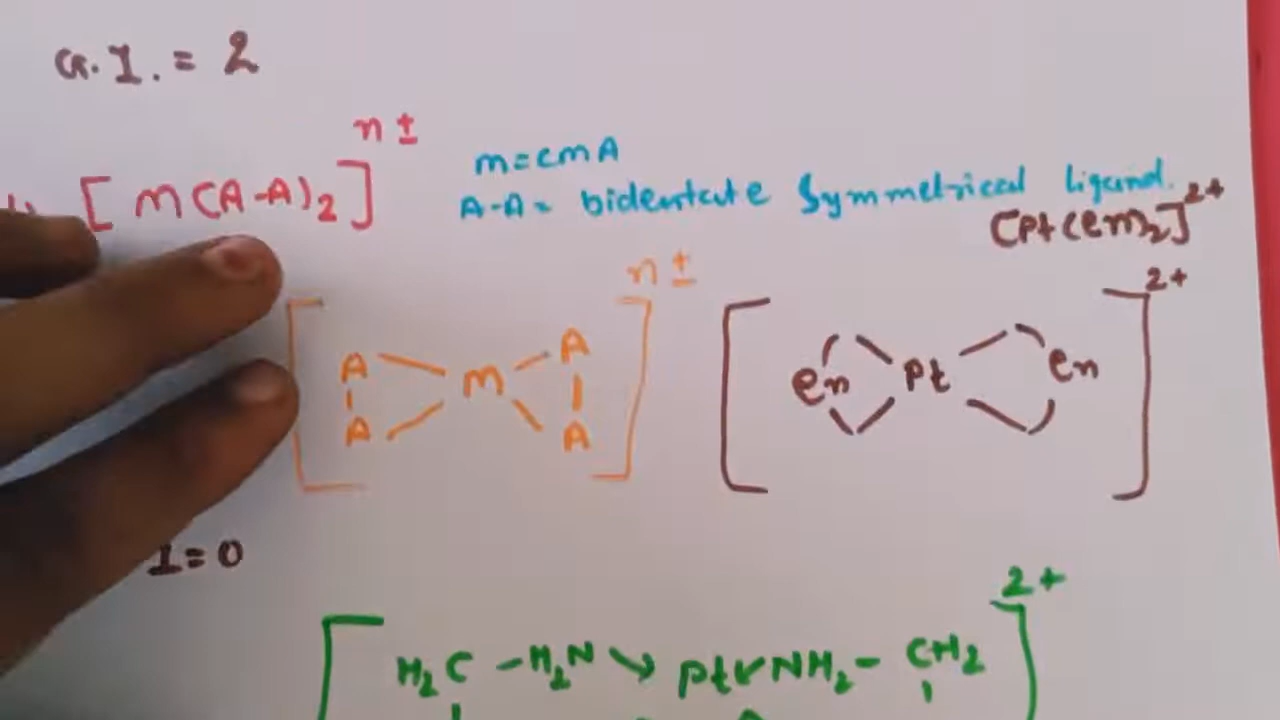 G.I. = 2
[M(A-A)2]n±
m=cmA
A-A= bidentate Symmetrical ligand.
[Pt(en)2]2+
n±
2+
A M A
A A
en Pt en
I=0
2+
H2C-H2N→Pt←NH2-CH2